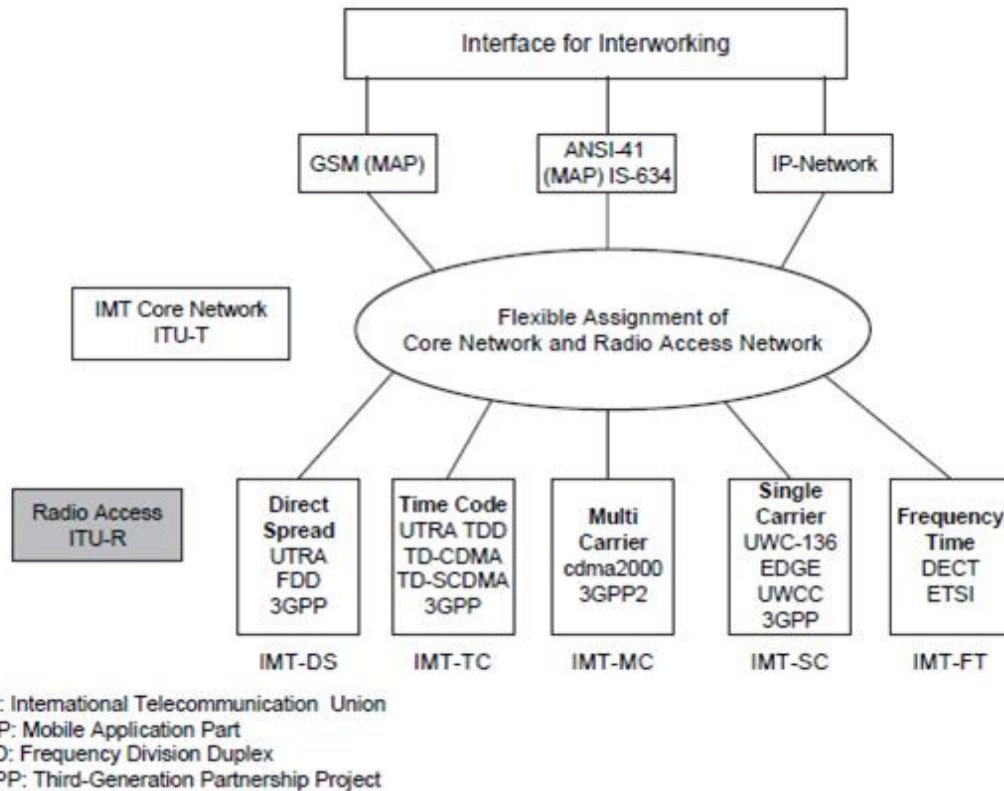 Interface for Interworking
GSM (MAP)
ANSI-41
(MAP) IS-634
IP-Network
IMT Core Network
ITU-T
Flexible Assignment of
Core Network and Radio Access Network
Radio Access
ITU-R
Direct
Spread
UTRA
FDD
3GPP
Time Code
UTRA TDD
TD-CDMA
TD-SCDMA
3GPP
Multi
Carrier
cdma2000
3GPP2
Single
Carrier
UWC-136
EDGE
UWCC
3GPP
Frequency
Time
DECT
ETSI
IMT-DS
IMT-TC
IMT-MC
IMT-SC
IMT-FT
: International Telecommunication Union
P: Mobile Application Part
D: Frequency Division Duplex
PP: Third-Generation Partnership Project